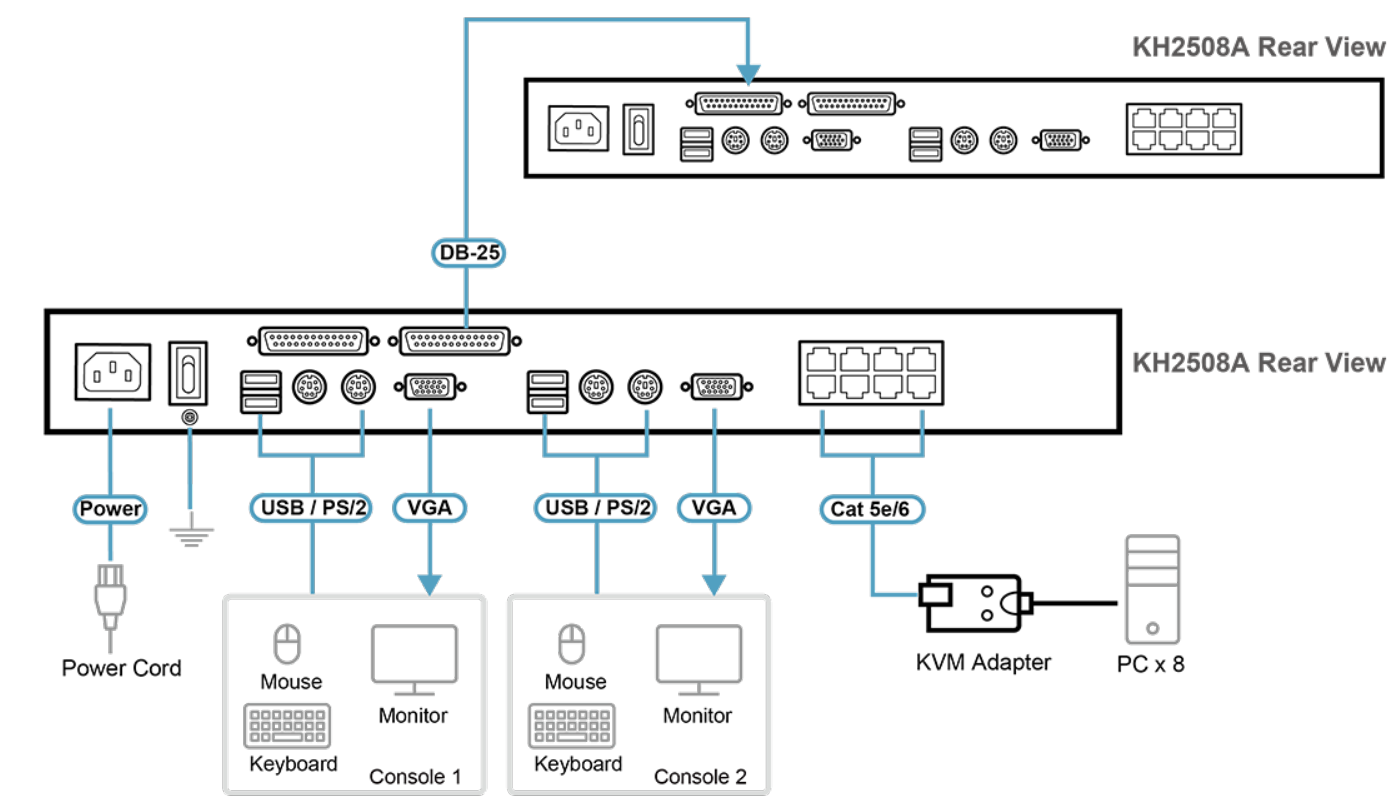 KH2508A Rear View
DB-25
KH2508A Rear View
Power
USB / PS/2
VGA
USB / PS/2
VGA
Cat 5e/6
Power Cord
Mouse
Monitor
Keyboard
Console 1
Mouse
Monitor
Keyboard
Console 2
KVM Adapter
PC x 8